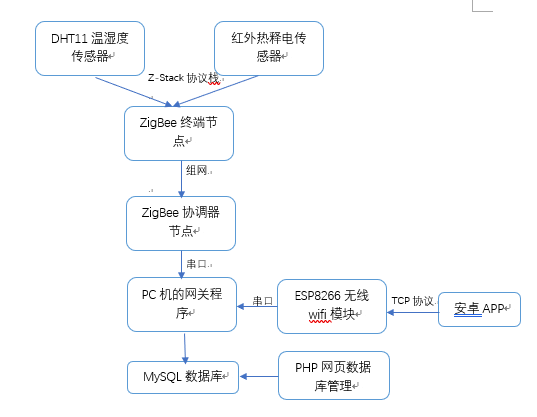 DHT11 温湿度
传感器
红外热释电传
感器
Z-Stack 协议栈
ZigBee 终端节
点
组网
ZigBee 协调器
节点
串口
PC 机的网关程
序
串口
ESP8266 无线
wifi 模块
TCP 协议
安卓 APP
MySQL 数据库
PHP 网页数据
库管理